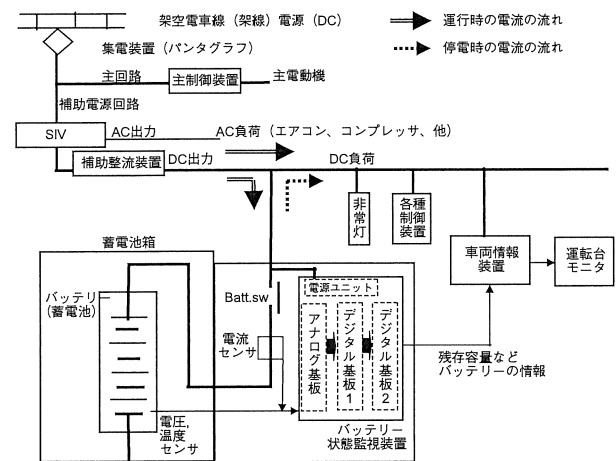 架空電車線（架線）電源（DC）
運行時の電流の流れ
集電装置（パンタグラフ）
停電時の電流の流れ
主回路
主制御装置
主電動機
補助電源回路
SIV
AC出力
AC負荷（エアコン、コンプレッサ、他）
補助整流装置
DC出力
DC負荷
非常灯
各種
制御
装置
蓄電池箱
車両情報
装置
運転台
モニタ
バッテリー
（蓄電池）
Batt.sw
電源ユニット
電流
センサ
アナログ基板
デジタル基板1
デジタル基板2
残存容量など
バッテリーの情報
電圧,
温度
センサ
バッテリー
状態監視装置